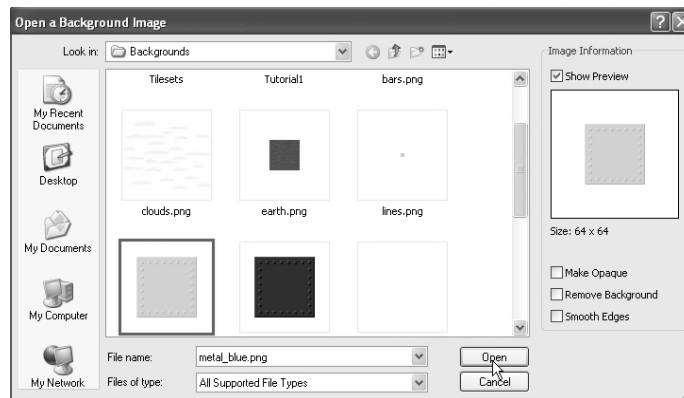 Open a Background Image
Look in:
Backgrounds
My Recent
Documents
Desktop
My Documents
My Computer
My Network
Tilesets
Tutorial1
bars.png
clouds.png
earth.png
lines.png
File name:
metal_blue.png
Open
Files of type:
All Supported File Types
Cancel
Image Information
Show Preview
Size: 64 x 64
Make Opaque
Remove Background
Smooth Edges